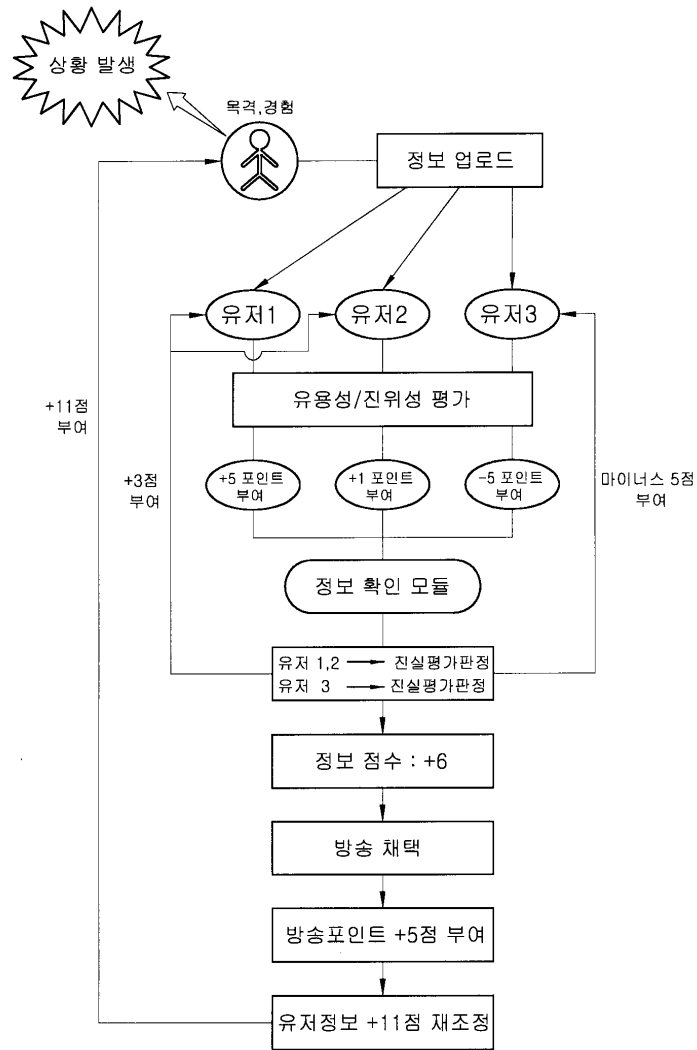 상황 발생
목격,경험
정보 업로드
유저1
유저2
유저3
유용성/진위성 평가
+11점
부여
+3점
부여
+5 포인트
부여
+1 포인트
부여
-5 포인트
부여
마이너스 5점
부여
정보 확인 모듈
유저 1,2 → 진실평가판정
유저 3 → 진실평가판정
정보 점수 : +6
방송 채택
방송포인트 +5점 부여
유저정보 +11점 재조정